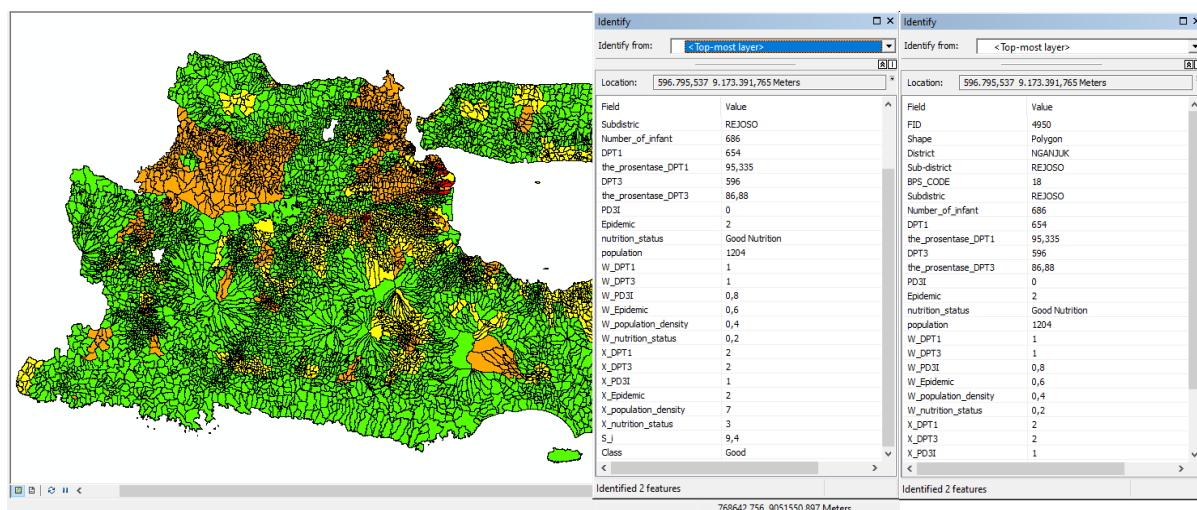 Identify
Identify from: <Top-most layer>
Location: 596.795,537 9.173.391,765 Meters
Field Value
Subdistric REJOSO
Number_of_infant 686
DPT1 654
the_prosentase_DPT1 95,335
DPT3 596
the_prosentase_DPT3 86,88
PD3I 0
Epidemic 2
nutrition_status Good Nutrition
population 1204
W_DPT1 1
W_DPT3 1
W_PD3I 0,8
W_Epidemic 0,6
W_population_density 0,4
W_nutrition_status 0,2
X_DPT1 2
X_DPT3 2
X_PD3I 1
X_Epidemic 2
X_population_density 7
X_nutrition_status 3
S_i 9,4
Class Good
Identified 2 features
Identify
Identify from: <Top-most layer>
Location: 596.795,537 9.173.391,765 Meters
Field Value
FID 4950
Shape Polygon
District NGANJUK
Sub-district REJOSO
BPS_CODE 18
Subdistric REJOSO
Number_of_infant 686
DPT1 654
the_prosentase_DPT1 95,335
DPT3 596
the_prosentase_DPT3 86,88
PD3I 0
Epidemic 2
nutrition_status Good Nutrition
population 1204
W_DPT1 1
W_DPT3 1
W_PD3I 0,8
W_Epidemic 0,6
W_population_density 0,4
W_nutrition_status 0,2
X_DPT1 2
X_DPT3 2
X_PD3I 1
Identified 2 features
768642,756 9051550,897 Meters